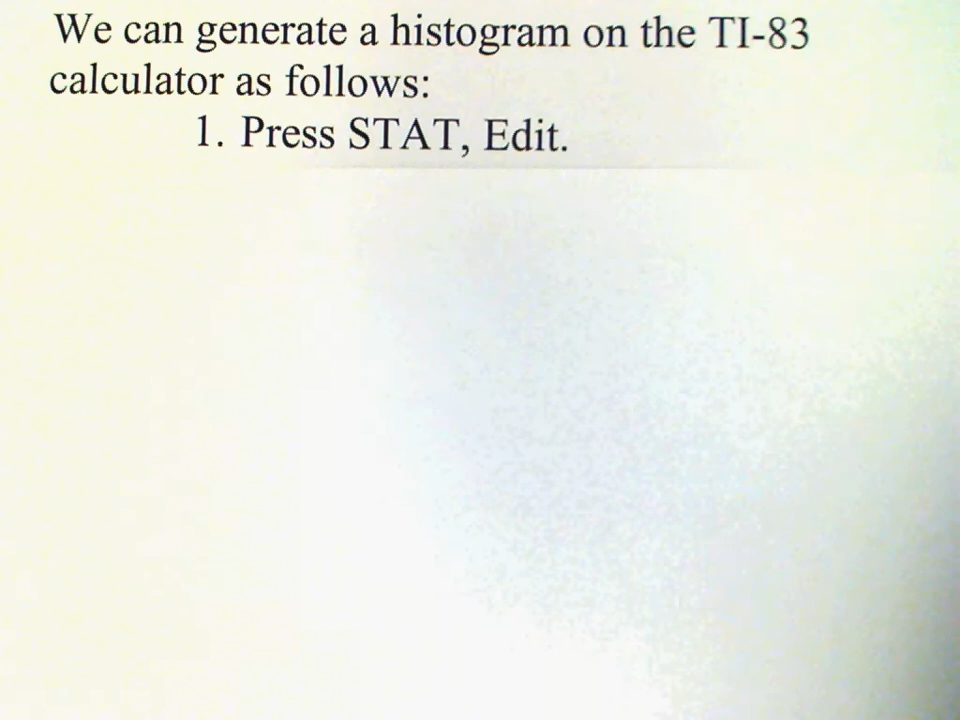 We can generate a histogram on the TI-83
calculator as follows:
1. Press STAT, Edit.